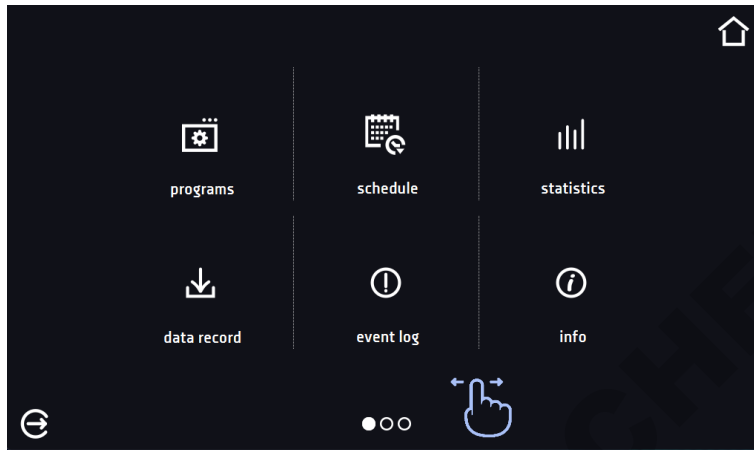 programs
schedule
statistics
data record
event log
info